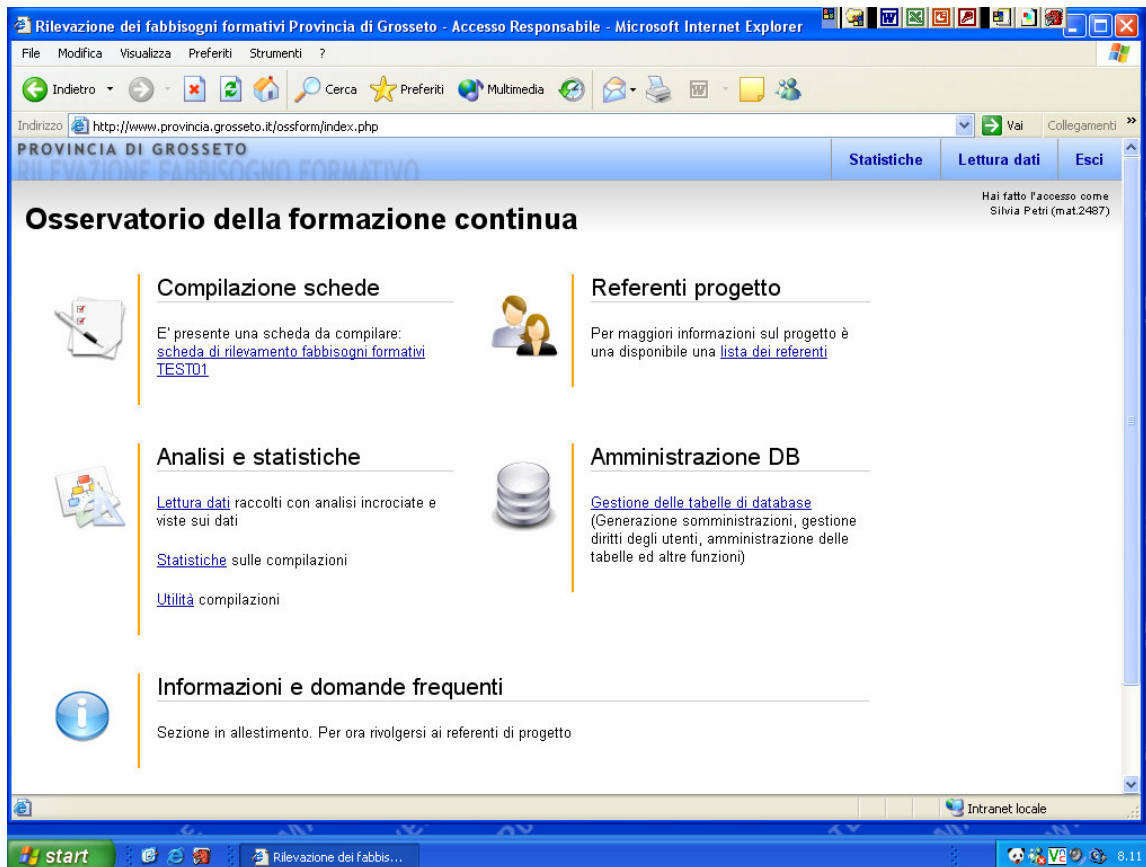 Rilevazione dei fabbisogni formativi Provincia di Grosseto - Accesso Responsabile - Microsoft Internet Explorer
File Modifica Visualizza Preferiti Strumenti ?
Indietro Cerca Preferiti Multimedia
Indirizzo http://www.provincia.grosseto.it/ossform/index.php Vai Collegamenti »
PROVINCIA DI GROSSETO
RILEVAZIONE FABBISOGNO FORMATIVO
Statistiche Lettura dati Esci
Hai fatto l'accesso come
Silvia Petri (mat.2487)
Osservatorio della formazione continua
Compilazione schede
E' presente una scheda da compilare:
scheda di rilevamento fabbisogni formativi
TEST01
Referenti progetto
Per maggiori informazioni sul progetto è
una disponibile una lista dei referenti
Analisi e statistiche
Lettura dati raccolti con analisi incrociate e
viste sui dati
Statistiche sulle compilazioni
Utilità compilazioni
Amministrazione DB
Gestione delle tabelle di database
(Generazione somministrazioni, gestione
diritti degli utenti, amministrazione delle
tabelle ed altre funzioni)
Informazioni e domande frequenti
Sezione in allestimento. Per ora rivolgersi ai referenti di progetto
Intranet locale
start Rilevazione dei fabbis... 8.11